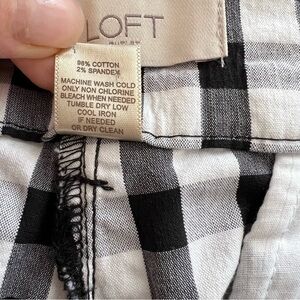 LOFT
OUTLET
98% COTTON
2% SPANDEX
MACHINE WASH COLD
ONLY NON CHLORINE
BLEACH WHEN NEEDED
TUMBLE DRY LOW
COOL IRON
IF NEEDED
OR DRY CLEAN